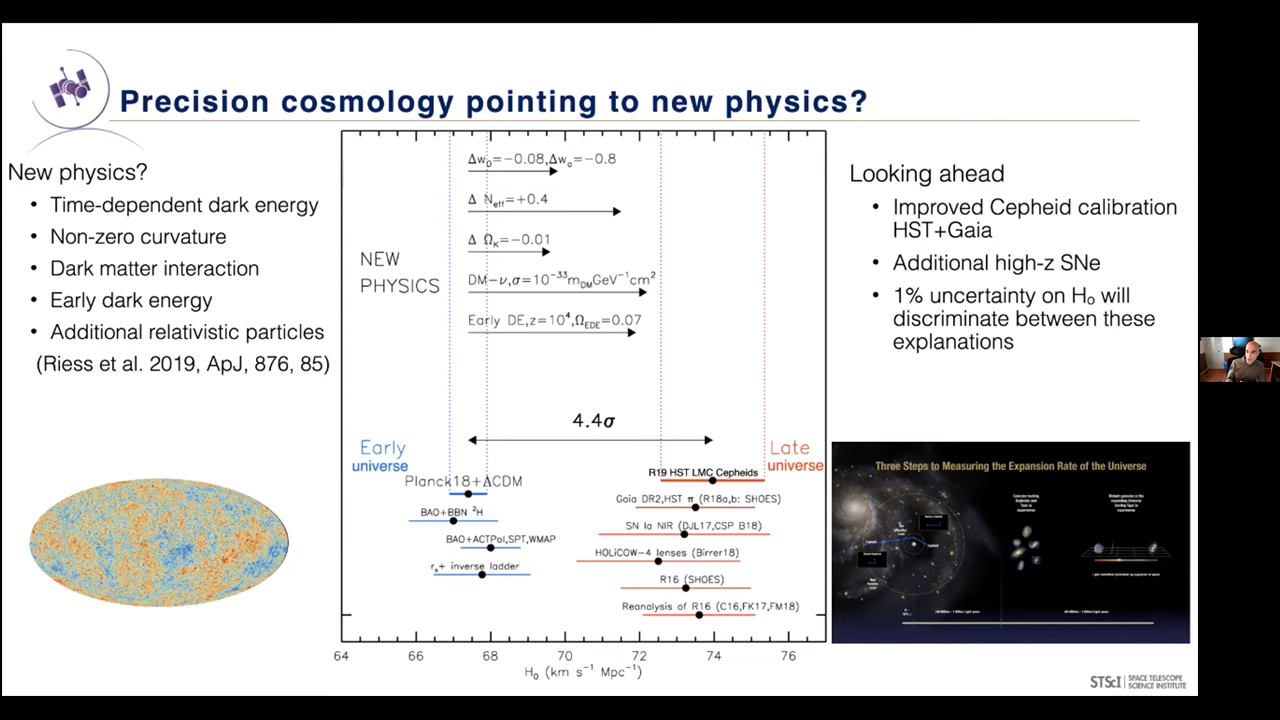 Precision cosmology pointing to new physics?
New physics?
• Time-dependent dark energy
• Non-zero curvature
• Dark matter interaction
• Early dark energy
• Additional relativistic particles
(Riess et al. 2019, ApJ, 876, 85)
Δw₀=−0.08,Δwₐ=−0.8
Δ Nₑff=+0.4
Δ Ωₖ=−0.01
NEW
PHYSICS
DM−ν,σ=10⁻³³m_DM GeV⁻¹cm²
Early DE,z=10⁴,Ω_EDE=0.07
4.4σ
Early
universe
Late
universe
Planck18+ΛCDM
BAO+BBN ²H
BAO+ACTPol,SPT,WMAP
rₛ+ inverse ladder
R19 HST LMC Cepheids
Gaia DR2,HST π (R18a,b: SHOES)
SN Ia NIR (DJL17,CSP B18)
HOLiCOW-4 lenses (Birrer18)
R16 (SHOES)
Reanalysis of R16 (C16,FK17,FM18)
64 66 68 70 72 74 76
H₀ (km s⁻¹ Mpc⁻¹)
Looking ahead
• Improved Cepheid calibration
HST+Gaia
• Additional high-z SNe
• 1% uncertainty on Hₒ will
discriminate between these
explanations
Three Steps to Measuring the Expansion Rate of the Universe
STScI | SPACE TELESCOPE
SCIENCE INSTITUTE